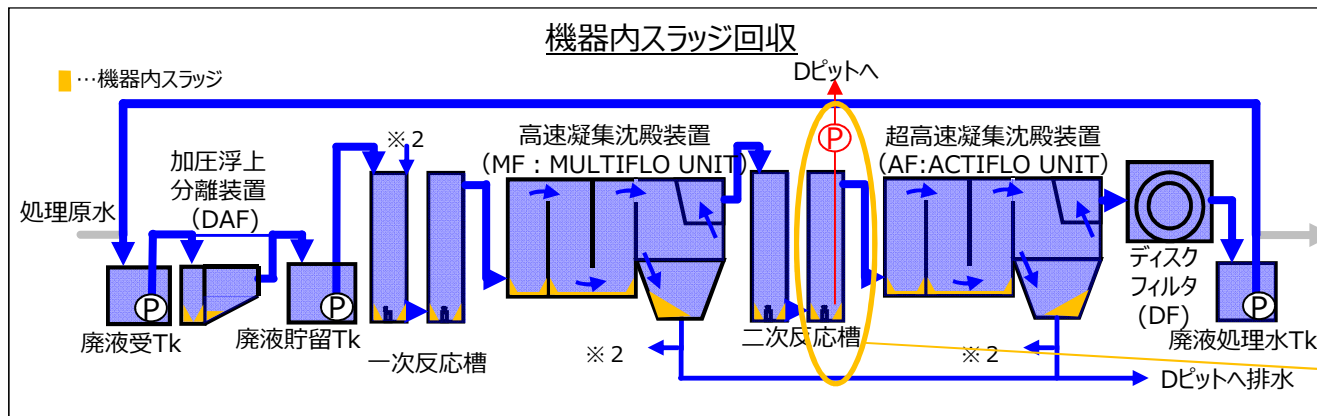 機器内スラッジ回収
…機器内スラッジ
Dピットへ
※2
高速凝集沈殿装置
(MF:MULTIFLO UNIT)
P
超高速凝集沈殿装置
(AF:ACTIFLO UNIT)
加圧浮上
分離装置
(DAF)
処理原水
P
廃液受Tk
P
廃液貯留Tk
一次反応槽
※2
二次反応槽
※2
ディスク
フィルタ
(DF)
P
廃液処理水Tk
Dピットへ排水